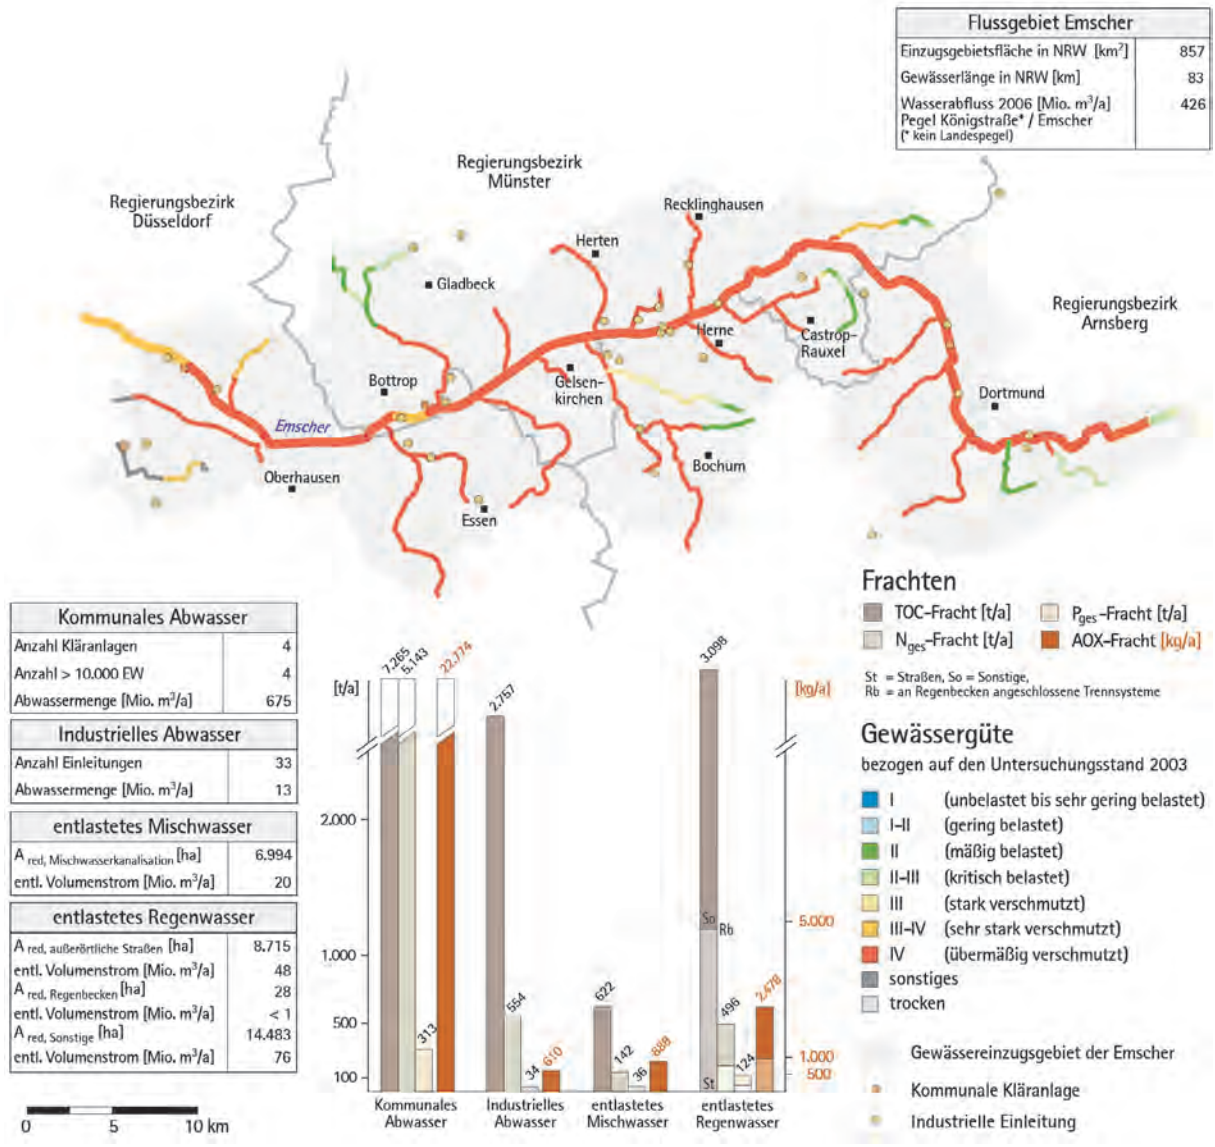 Flussgebiet Emscher
Einzugsgebietsfläche in NRW [km²] 857
Gewässerlänge in NRW [km] 83
Wasserabfluss 2006 [Mio. m³/a] 426
Pegel Königstraße* / Emscher
(* kein Landespegel)
Regierungsbezirk
Münster
Regierungsbezirk
Düsseldorf
Recklinghausen
Herten
Gladbeck
Regierungsbezirk
Arnsberg
Herne
Castrop-
Rauxel
Gelsen-
kirchen
Bottrop
Dortmund
Emscher
Bochum
Oberhausen
Essen
Kommunales Abwasser
Anzahl Kläranlagen 4
Anzahl > 10.000 EW 4
Abwassermenge [Mio. m³/a] 675
Industrielles Abwasser
Anzahl Einleitungen 33
Abwassermenge [Mio. m³/a] 13
entlastetes Mischwasser
A red, Mischwasserkanalisation [ha] 6.994
entl. Volumenstrom [Mio. m³/a] 20
entlastetes Regenwasser
A red, außerörtliche Straßen [ha] 8.715
entl. Volumenstrom [Mio. m³/a] 48
A red, Regenbecken [ha] 28
entl. Volumenstrom [Mio. m³/a] < 1
A red, Sonstige [ha] 14.483
entl. Volumenstrom [Mio. m³/a] 76
0 5 10 km
[t/a]
2.000
1.000
500
100
7.265
5.143
313
22.774
2.757
554
34
610
622
142
36
888
3.098
496
124
2.478
So
Rb
St
[kg/a]
5.000
1.000
500
Kommunales
Abwasser
Industrielles
Abwasser
entlastetes
Mischwasser
entlastetes
Regenwasser
Frachten
TOC-Fracht [t/a]
Pges-Fracht [t/a]
Nges-Fracht [t/a]
AOX-Fracht [kg/a]
St = Straßen, So = Sonstige,
Rb = an Regenbecken angeschlossene Trennsysteme
Gewässergüte
bezogen auf den Untersuchungsstand 2003
I (unbelastet bis sehr gering belastet)
I-II (gering belastet)
II (mäßig belastet)
II-III (kritisch belastet)
III (stark verschmutzt)
III-IV (sehr stark verschmutzt)
IV (übermäßig verschmutzt)
sonstiges
trocken
Gewässereinzugsgebiet der Emscher
Kommunale Kläranlage
Industrielle Einleitung